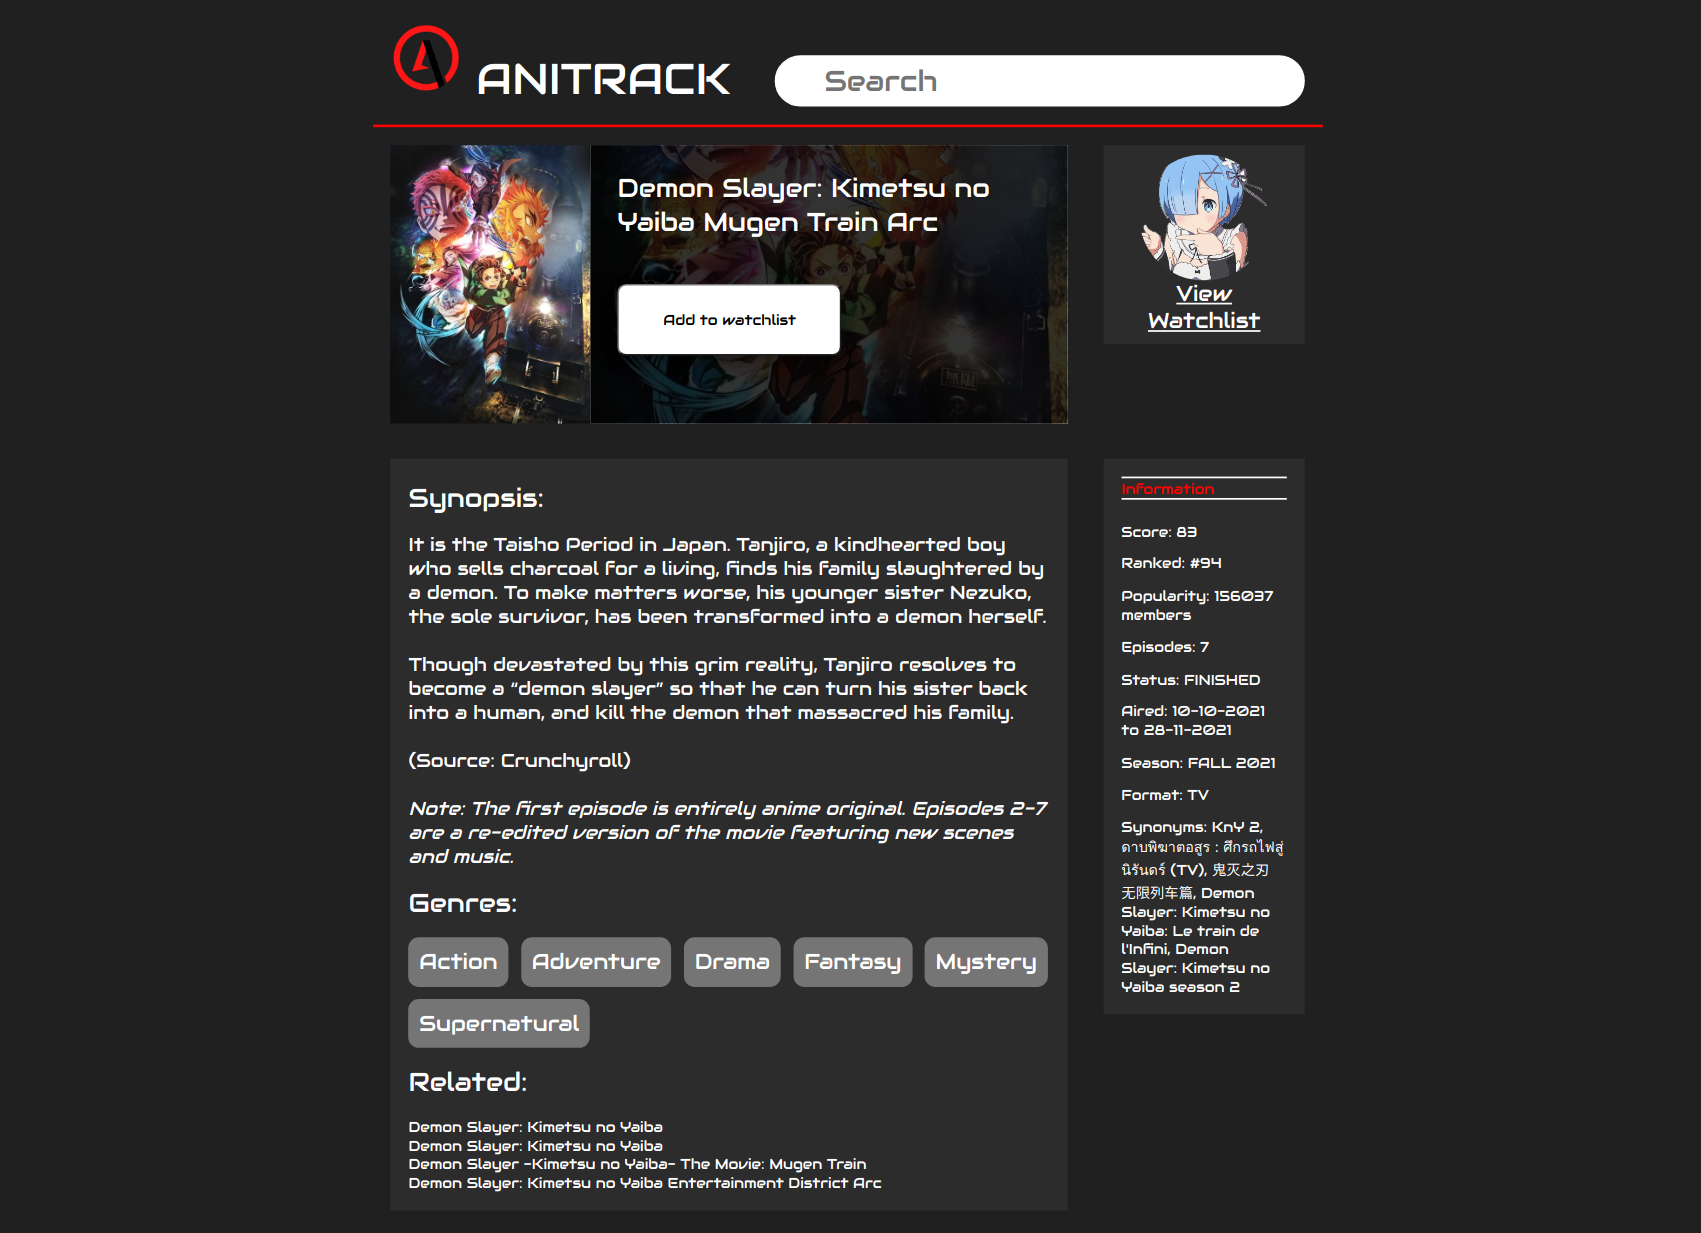 ANITRACK
Search
Demon Slayer: Kimetsu no
Yaiba Mugen Train Arc
Add to watchlist
View
Watchlist
Synopsis:
It is the Taisho Period in Japan. Tanjiro, a kindhearted boy
who sells charcoal for a living, finds his family slaughtered by
a demon. To make matters worse, his younger sister Nezuko,
the sole survivor, has been transformed into a demon herself.
Though devastated by this grim reality, Tanjiro resolves to
become a “demon slayer” so that he can turn his sister back
into a human, and kill the demon that massacred his family.
(Source: Crunchyroll)
Note: The first episode is entirely anime original. Episodes 2-7
are a re-edited version of the movie featuring new scenes
and music.
Genres:
Action Adventure Drama Fantasy Mystery
Supernatural
Related:
Demon Slayer: Kimetsu no Yaiba
Demon Slayer: Kimetsu no Yaiba
Demon Slayer -Kimetsu no Yaiba- The Movie: Mugen Train
Demon Slayer: Kimetsu no Yaiba Entertainment District Arc
Information
Score: 83
Ranked: #94
Popularity: 156037
members
Episodes: 7
Status: FINISHED
Aired: 10-10-2021
to 28-11-2021
Season: FALL 2021
Format: TV
Synonyms: KnY 2,
ดาบพิฆาตอสูร : ศึกรถไฟสู่
นิรันดร์ (TV), 鬼灭之刃
无限列车篇, Demon
Slayer: Kimetsu no
Yaiba: Le train de
l'Infini, Demon
Slayer: Kimetsu no
Yaiba season 2